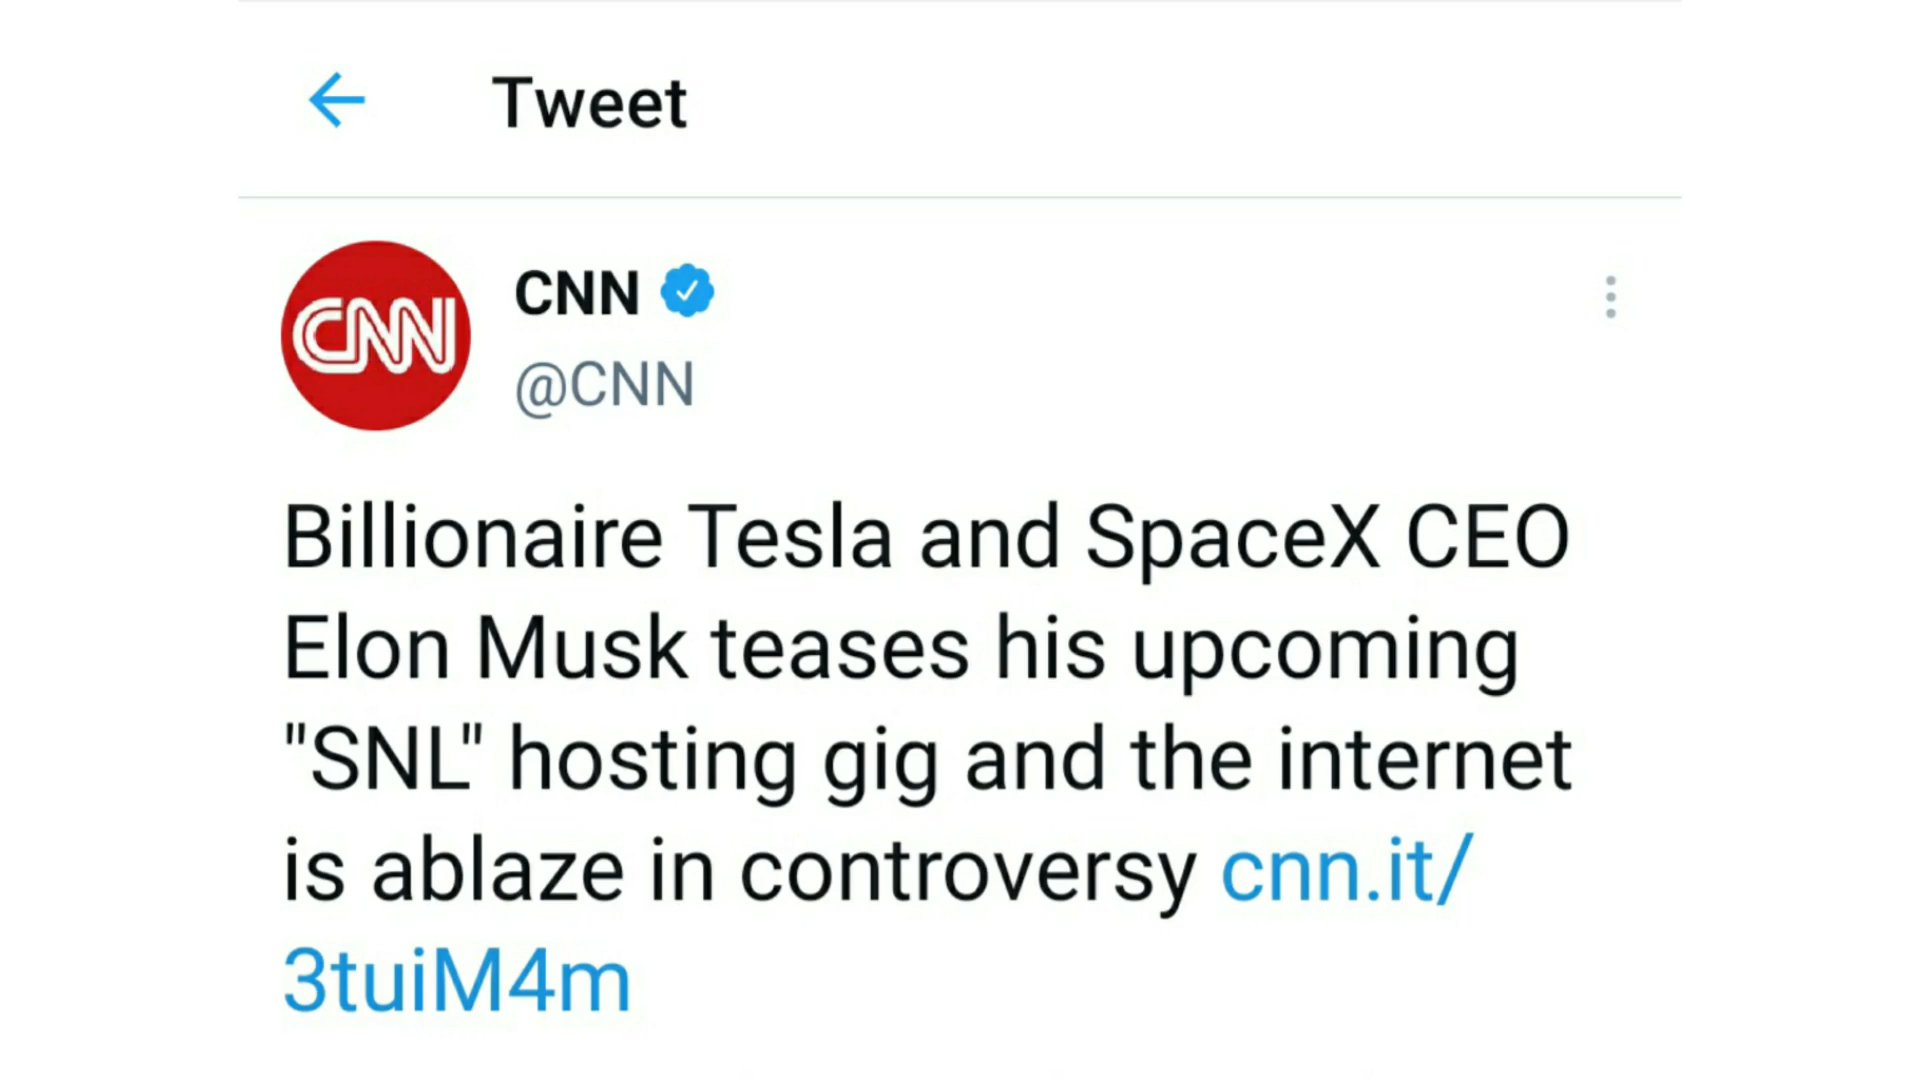 Tweet
CNN
CNN
@CNN
Billionaire Tesla and SpaceX CEO
Elon Musk teases his upcoming
"SNL" hosting gig and the internet
is ablaze in controversy cnn.it/
3tuiM4m